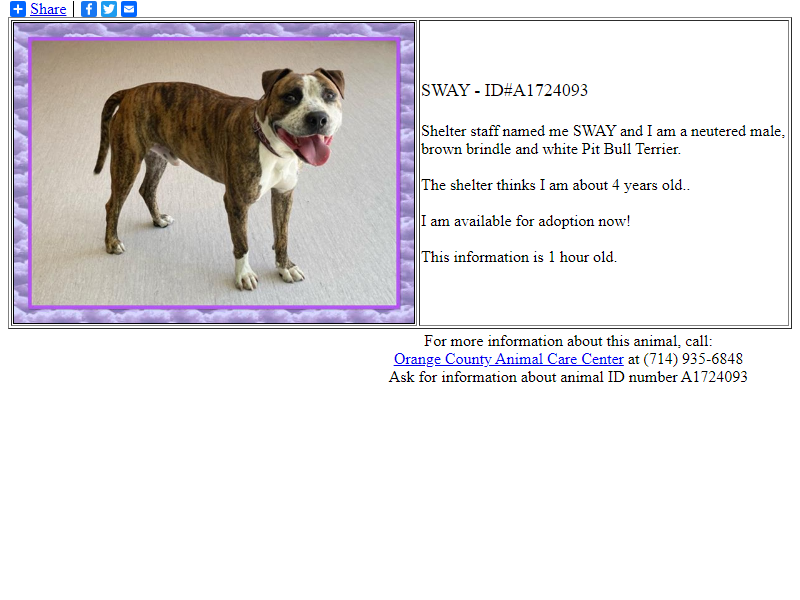 Share
SWAY - ID#A1724093
Shelter staff named me SWAY and I am a neutered male,
brown brindle and white Pit Bull Terrier.
The shelter thinks I am about 4 years old..
I am available for adoption now!
This information is 1 hour old.
For more information about this animal, call:
Orange County Animal Care Center at (714) 935-6848
Ask for information about animal ID number A1724093